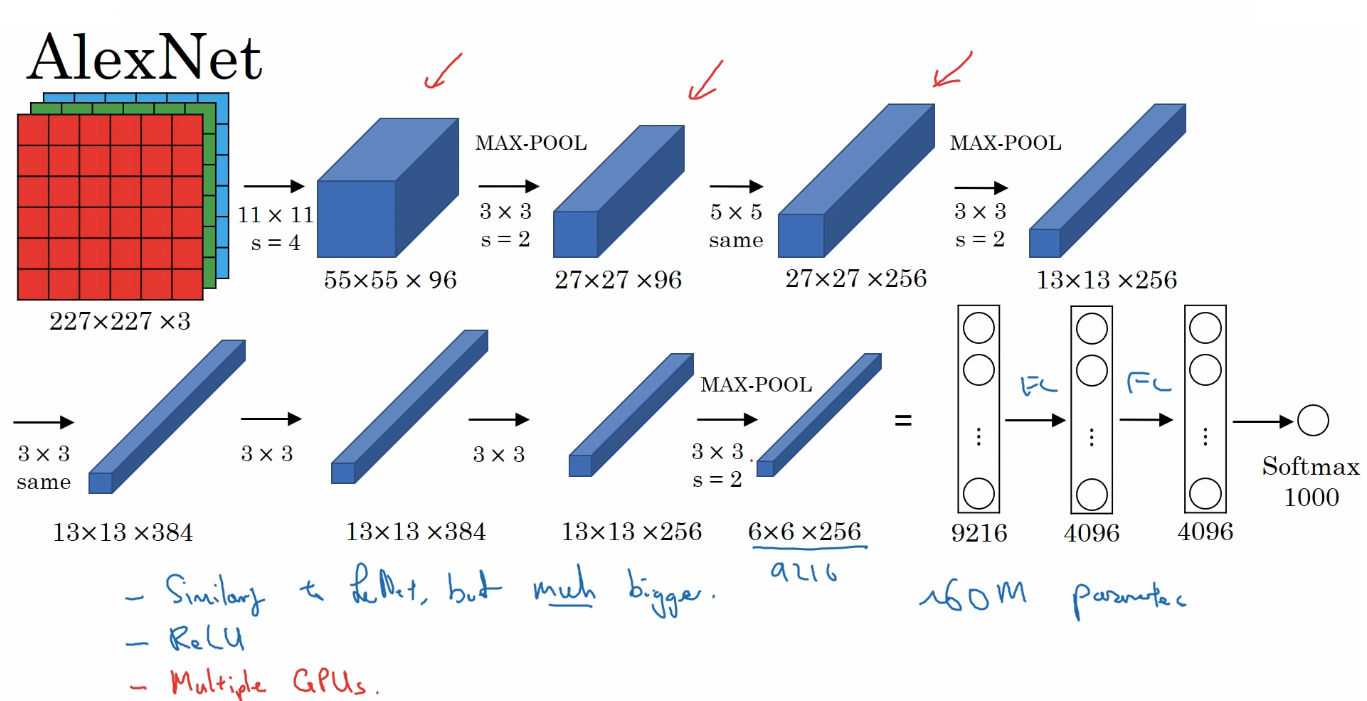 AlexNet
MAX-POOL
MAX-POOL
11 × 11
s = 4
3 × 3
s = 2
5 × 5
same
3 × 3
s = 2
55×55 × 96
27×27 ×96
27×27 ×256
13×13 ×256
227×227 ×3
MAX-POOL
FC
FC
3 × 3
same
3 × 3
3 × 3
3 × 3
s = 2
=
Softmax
1000
13×13 ×384
13×13 ×384
13×13 ×256
6×6 ×256
9216
4096
4096
9216
- Similary to LeNet, but much bigger.
~60M parameter
- ReLU
- Multiple GPUs.